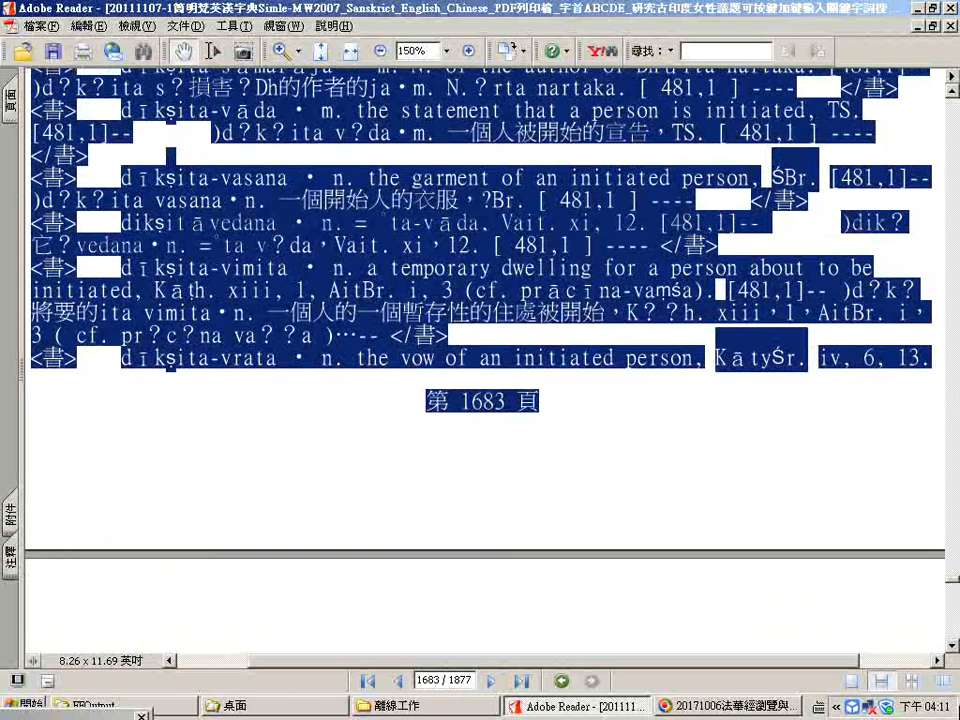 Adobe Reader - [20111107-1簡明梵英漢字典Simle-MW2007_Sanskrict_English_Chinese_PDF列印檔_字首ABCDE_研究古印度女性議題可按鍵加鍵輸入關鍵字詞搜
檔案(F) 編輯(E) 檢視(V) 文件(D) 工具(T) 視窗(W) 說明(H)
150% 尋找：
頁面
)d?k?ita s？損害？Dh的作者的ja‧m. N.？rta nartaka. [ 481,1 ] ---- </書>
<書> dīkṣita-vāda • m. the statement that a person is initiated, TS.
[481,1]-- )d?k?ita v？da‧m. 一個人被開始的宣告，TS. [ 481,1 ] ----
</書>
<書> dīkṣita-vasana • n. the garment of an initiated person, ŚBr. [481,1]--
)d?k?ita vasana‧n. 一個開始人的衣服，?Br. [ 481,1 ] ---- </書>
<書> dikṣitāvedana • n. = ˚ta-vāda, Vait. xi, 12. [481,1]-- )dik？
它？vedana‧n. =˚ta v？da，Vait. xi，12. [ 481,1 ] ---- </書>
<書> dīkṣita-vimita • n. a temporary dwelling for a person about to be
initiated, Kāṭh. xiii, 1, AitBr. i, 3 (cf. prācīna-vaṃśa). [481,1]-- )d?k?
將要的ita vimita‧n. 一個人的一個暫存性的住處被開始，K？？h. xiii，1，AitBr. i，
3 ( cf. pr？c？na va？？a )…-- </書>
<書> dīkṣita-vrata • n. the vow of an initiated person, KātyŚr. iv, 6, 13.
第 1683 頁
附件
注釋
8.26 x 11.69 英吋
1683 / 1877
開始 FFOutput 桌面 離線工作 Adobe Reader - [201111... 20171006法華經瀏覽與... 下午 04:11